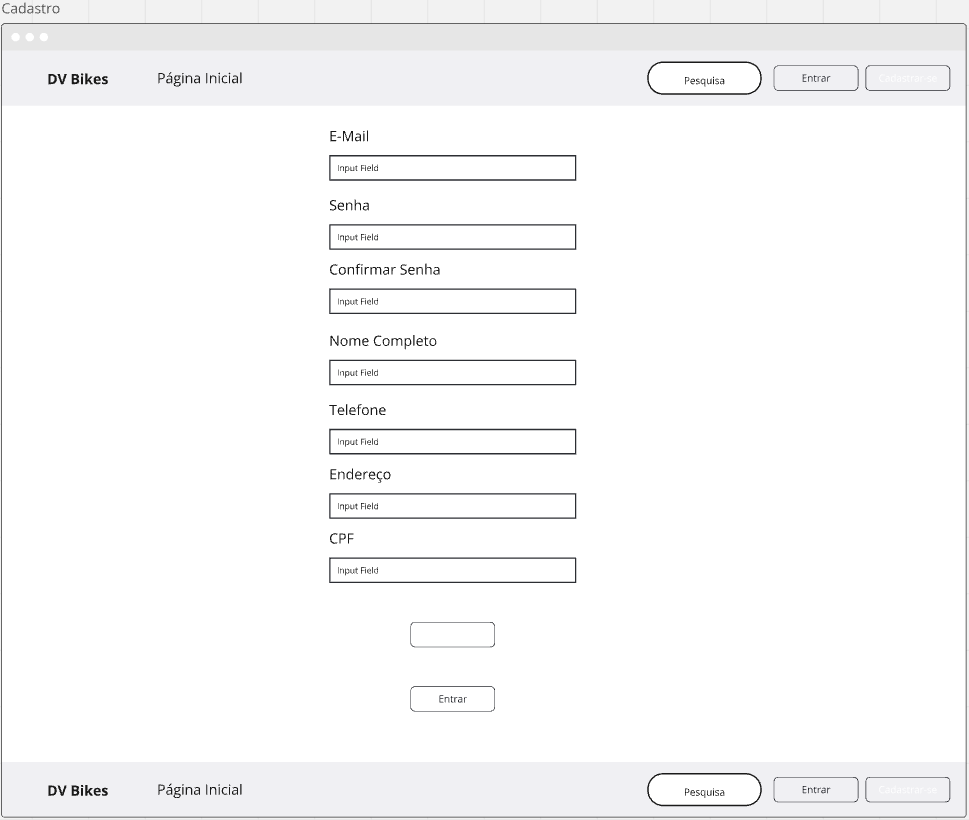 Cadastro
DV Bikes Página Inicial Pesquisa Entrar Cadastrar-se
E-Mail
Input Field
Senha
Input Field
Confirmar Senha
Input Field
Nome Completo
Input Field
Telefone
Input Field
Endereço
Input Field
CPF
Input Field
Entrar
DV Bikes Página Inicial Pesquisa Entrar Cadastrar-se